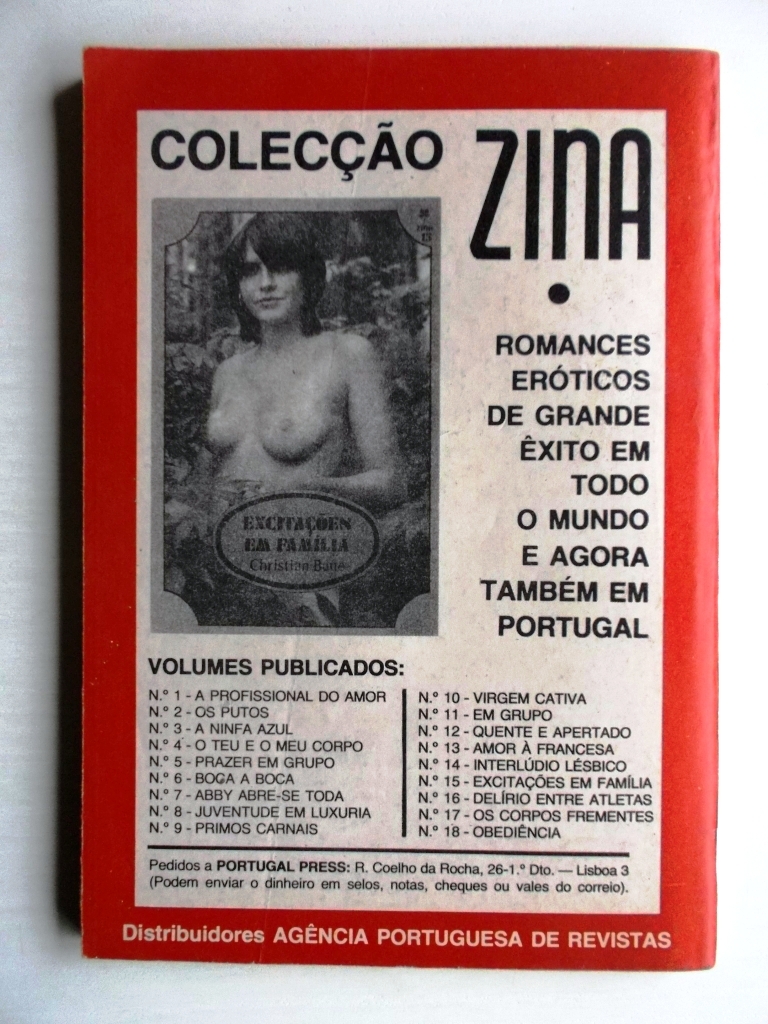 COLECÇÃO ZINA
EXCITAÇÕES
EM FAMÍLIA
Christian
ROMANCES
ERÓTICOS
DE GRANDE
ÊXITO EM
TODO
O MUNDO
E AGORA
TAMBÉM EM
PORTUGAL
VOLUMES PUBLICADOS:
N.º 1 - A PROFISSIONAL DO AMOR
N.º 2 - OS PUTOS
N.º 3 - A NINFA AZUL
N.º 4 - O TEU E O MEU CORPO
N.º 5 - PRAZER EM GRUPO
N.º 6 - BOCA A BOCA
N.º 7 - ABBY ABRE-SE TODA
N.º 8 - JUVENTUDE EM LUXURIA
N.º 9 - PRIMOS CARNAIS
N.º 10 - VIRGEM CATIVA
N.º 11 - EM GRUPO
N.º 12 - QUENTE E APERTADO
N.º 13 - AMOR À FRANCESA
N.º 14 - INTERLÚDIO LÉSBICO
N.º 15 - EXCITAÇÕES EM FAMÍLIA
N.º 16 - DELÍRIO ENTRE ATLETAS
N.º 17 - OS CORPOS FREMENTES
N.º 18 - OBEDIÊNCIA
Pedidos a PORTUGAL PRESS: R. Coelho da Rocha, 26-1.º Dto. — Lisboa 3
(Podem enviar o dinheiro em selos, notas, cheques ou vales do correio).
Distribuidores AGÊNCIA PORTUGUESA DE REVISTAS